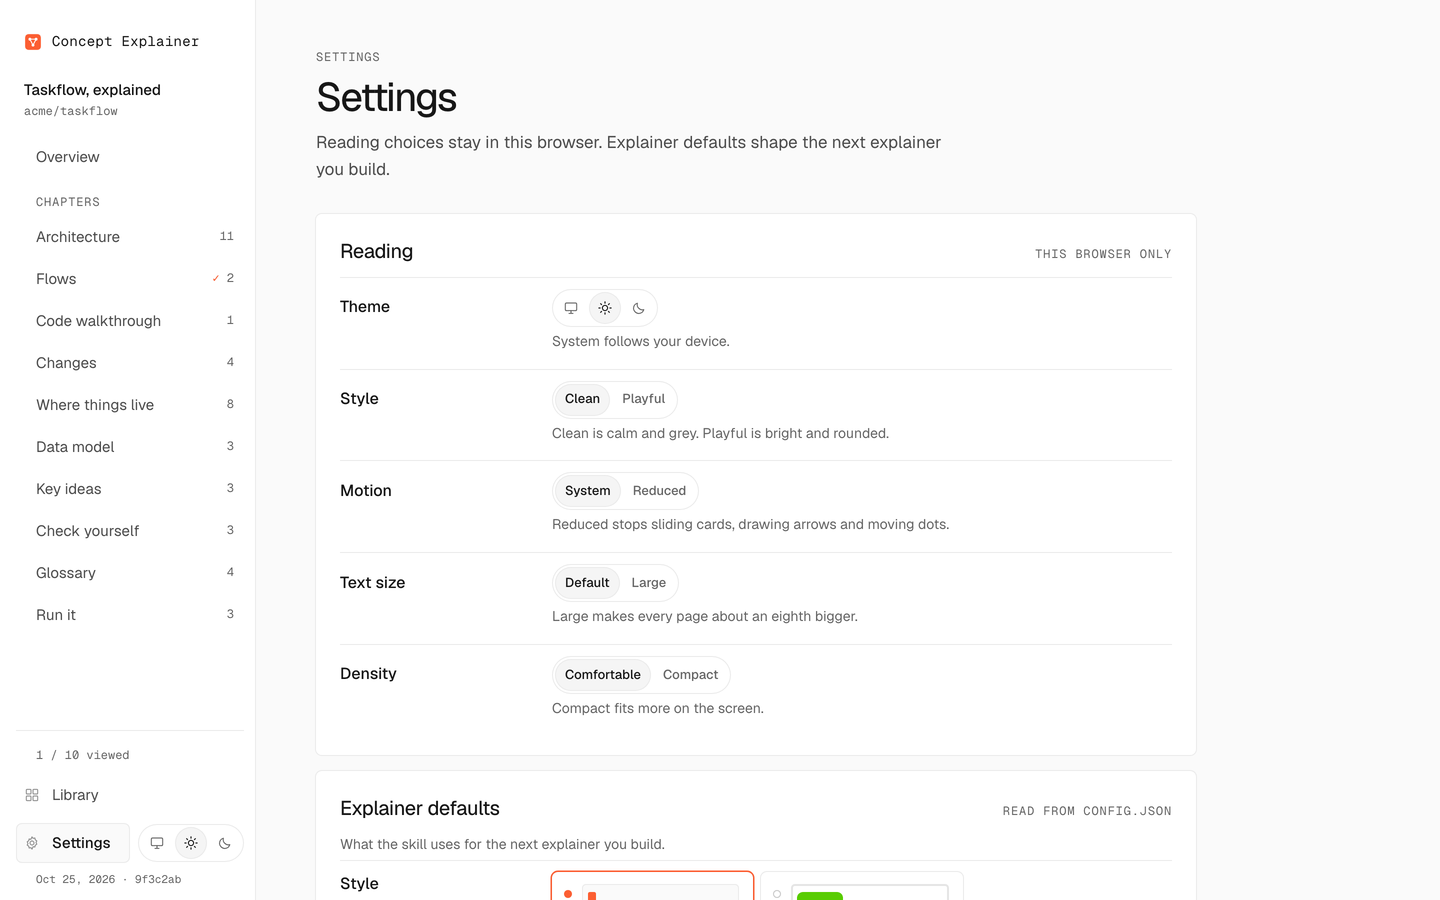 Concept Explainer
Taskflow, explained
acme/taskflow
Overview
CHAPTERS
Architecture 11
Flows ✓ 2
Code walkthrough 1
Changes 4
Where things live 8
Data model 3
Key ideas 3
Check yourself 3
Glossary 4
Run it 3
1 / 10 viewed
Library
Settings
Oct 25, 2026 · 9f3c2ab
SETTINGS
Settings
Reading choices stay in this browser. Explainer defaults shape the next explainer
you build.
Reading THIS BROWSER ONLY
Theme
System follows your device.
Style Clean Playful
Clean is calm and grey. Playful is bright and rounded.
Motion System Reduced
Reduced stops sliding cards, drawing arrows and moving dots.
Text size Default Large
Large makes every page about an eighth bigger.
Density Comfortable Compact
Compact fits more on the screen.
Explainer defaults READ FROM CONFIG.JSON
What the skill uses for the next explainer you build.
Style